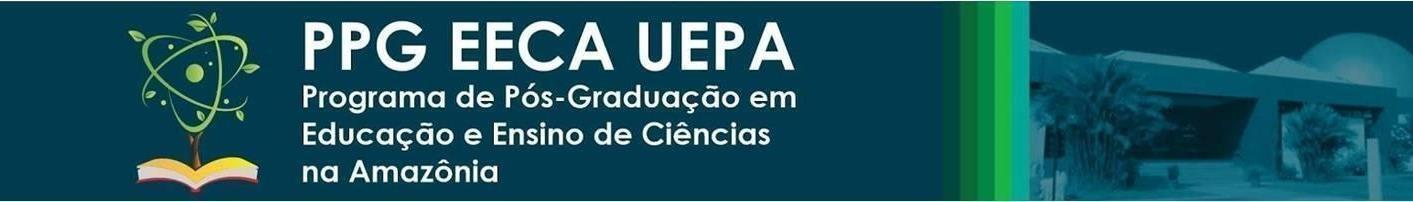 PPG EECA UEPA
Programa de Pós-Graduação em
Educação e Ensino de Ciências
na Amazônia